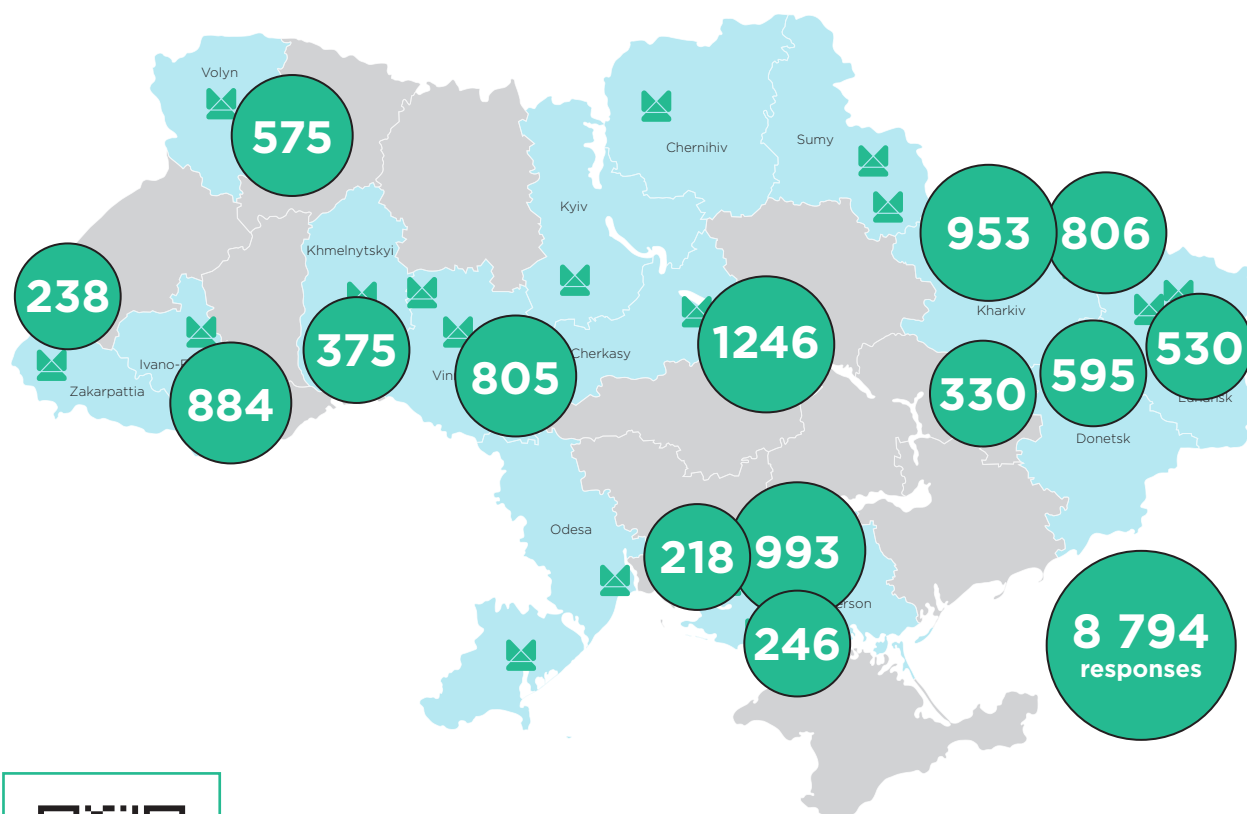 Volyn
575
Chernihiv
Sumy
Kyiv
Khmelnytskyi
953
806
238
Kharkiv
375
1246
530
Cherkasy
595
805
Zakarpattia
330
884
Donetsk
Odesa
218
993
246
8 794
responses